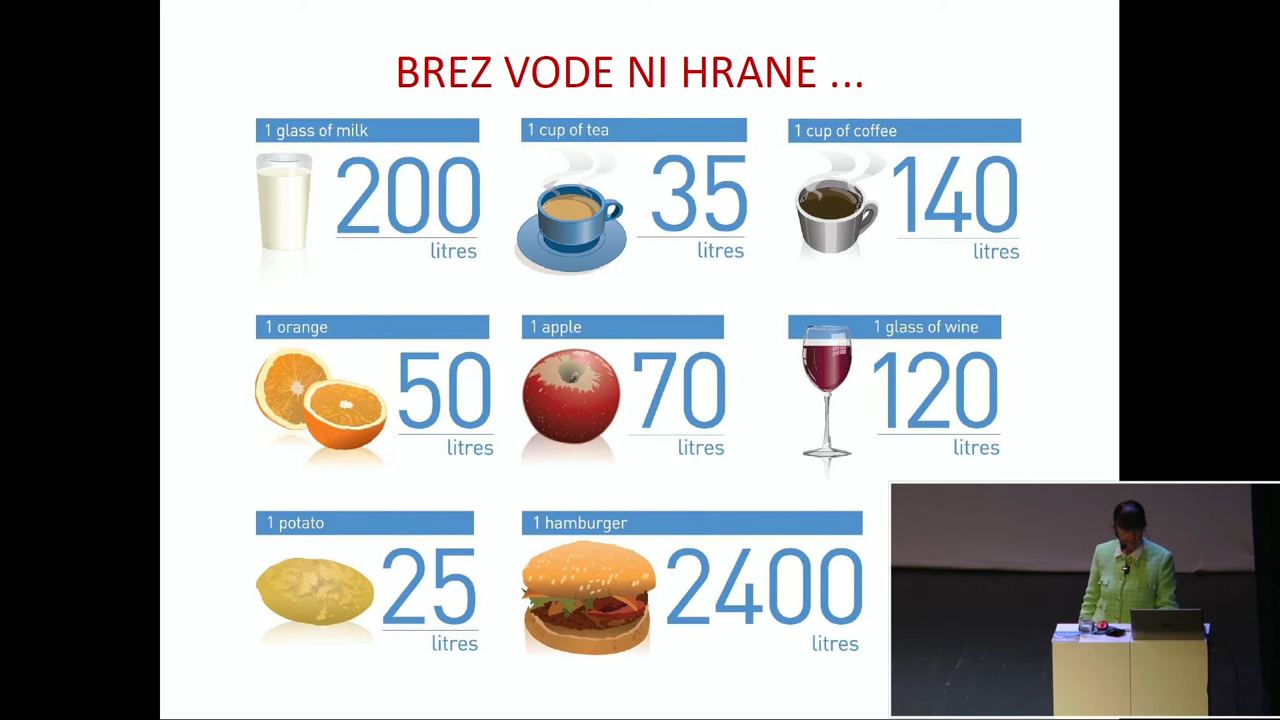 BREZ VODE NI HRANE ...
1 glass of milk
200
litres
1 cup of tea
35
litres
1 cup of coffee
140
litres
1 orange
50
litres
1 apple
70
litres
1 glass of wine
120
litres
1 potato
25
litres
1 hamburger
2400
litres